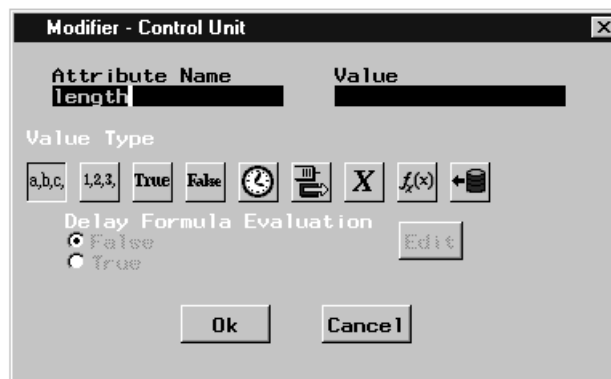 Modifier - Control Unit
Attribute Name Value
length
Value Type
a,b,c, 1,2,3, True False X fx(x)
Delay Formula Evaluation
False Edit
True
Ok Cancel